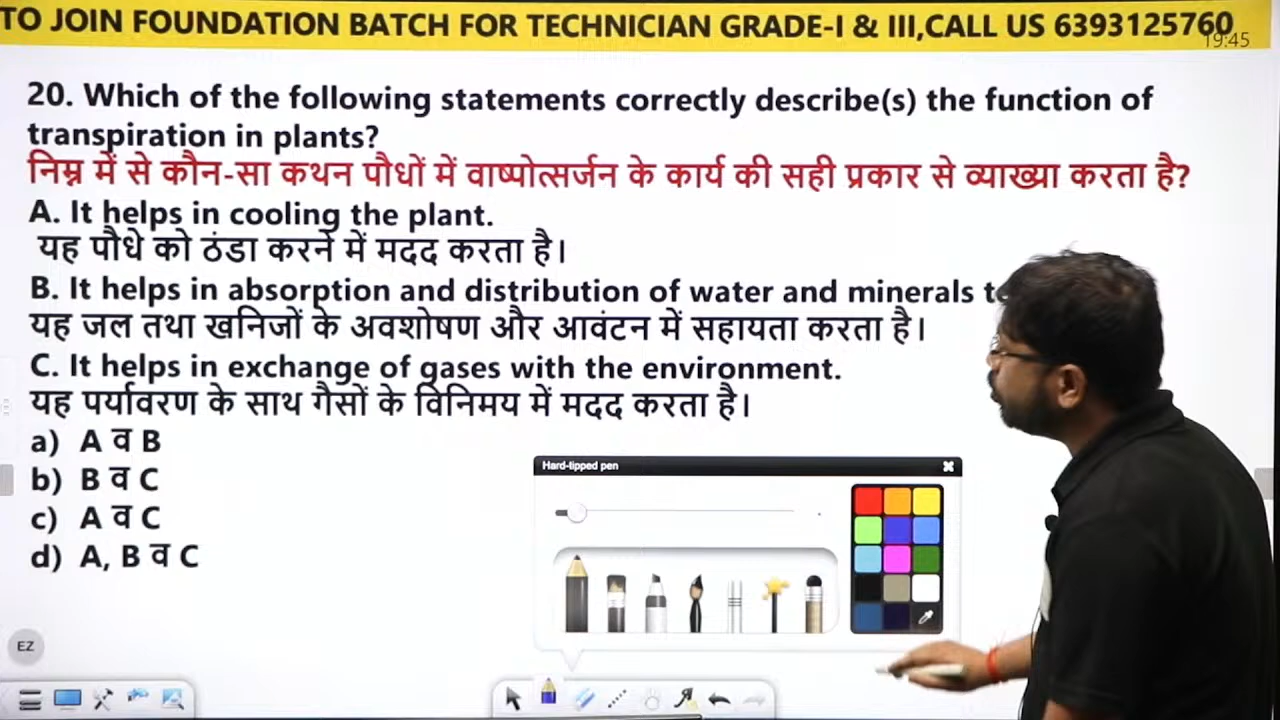 TO JOIN FOUNDATION BATCH FOR TECHNICIAN GRADE-I & III,CALL US 6393125760
19:45
20. Which of the following statements correctly describe(s) the function of
transpiration in plants?
निम्न में से कौन-सा कथन पौधों में वाष्पोत्सर्जन के कार्य की सही प्रकार से व्याख्या करता है?
A. It helps in cooling the plant.
यह पौधे को ठंडा करने में मदद करता है।
B. It helps in absorption and distribution of water and minerals
यह जल तथा खनिजों के अवशोषण और आवंटन में सहायता करता है।
C. It helps in exchange of gases with the environment.
यह पर्यावरण के साथ गैसों के विनिमय में मदद करता है।
a) A व B
b) B व C
c) A व C
d) A, B व C
Hard-tipped pen
EZ